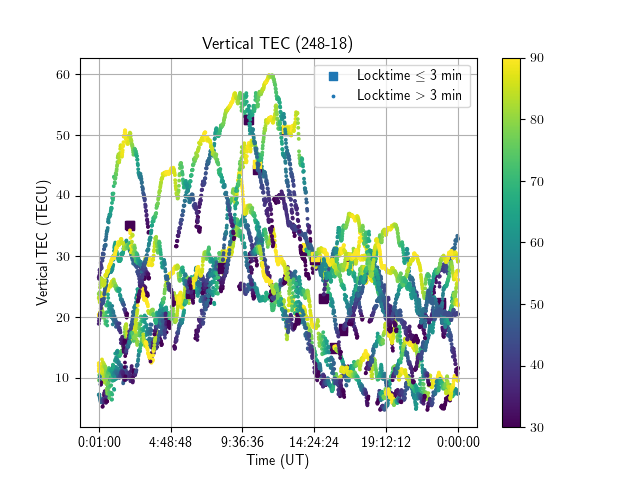 Vertical TEC (248-18)
Locktime ≤ 3 min
Locktime > 3 min
Vertical TEC (TECU)
60
50
40
30
20
10
0:01:00 4:48:48 9:36:36 14:24:24 19:12:12 0:00:00
Time (UT)
90
80
70
60
50
40
30